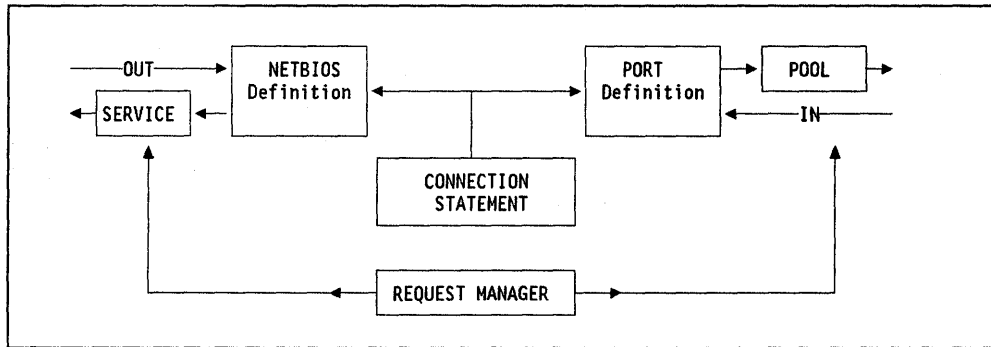 OUT
NETBIOS
Definition
SERVICE
PORT
Definition
POOL
IN
CONNECTION
STATEMENT
REQUEST MANAGER